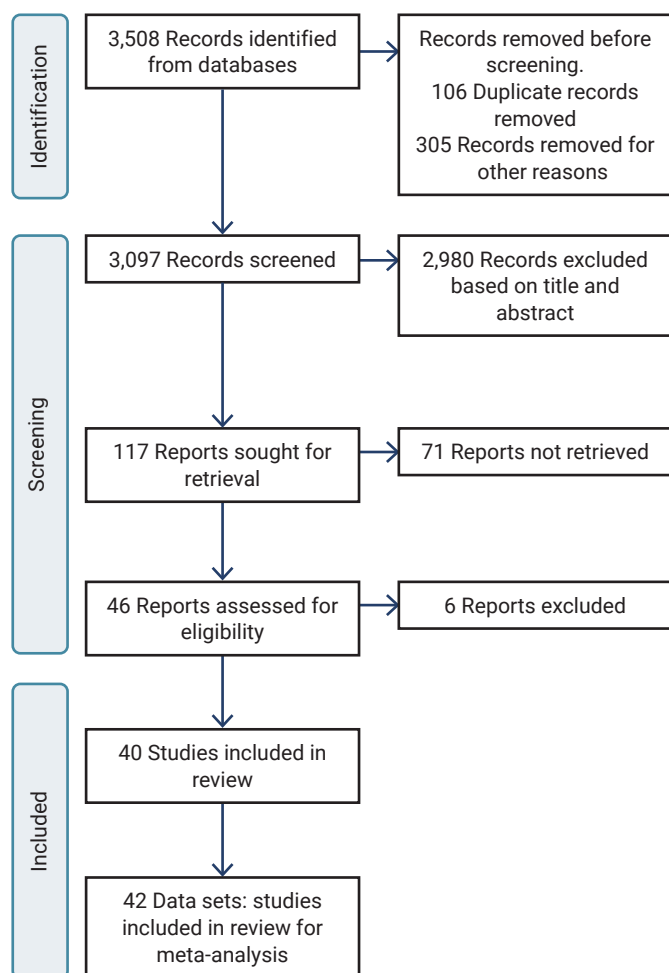 Identification
3,508 Records identified
from databases
Records removed before
screening.
106 Duplicate records
removed
305 Records removed for
other reasons
Screening
3,097 Records screened
2,980 Records excluded
based on title and
abstract
117 Reports sought for
retrieval
71 Reports not retrieved
46 Reports assessed for
eligibility
6 Reports excluded
Included
40 Studies included in
review
42 Data sets: studies
included in review for
meta-analysis